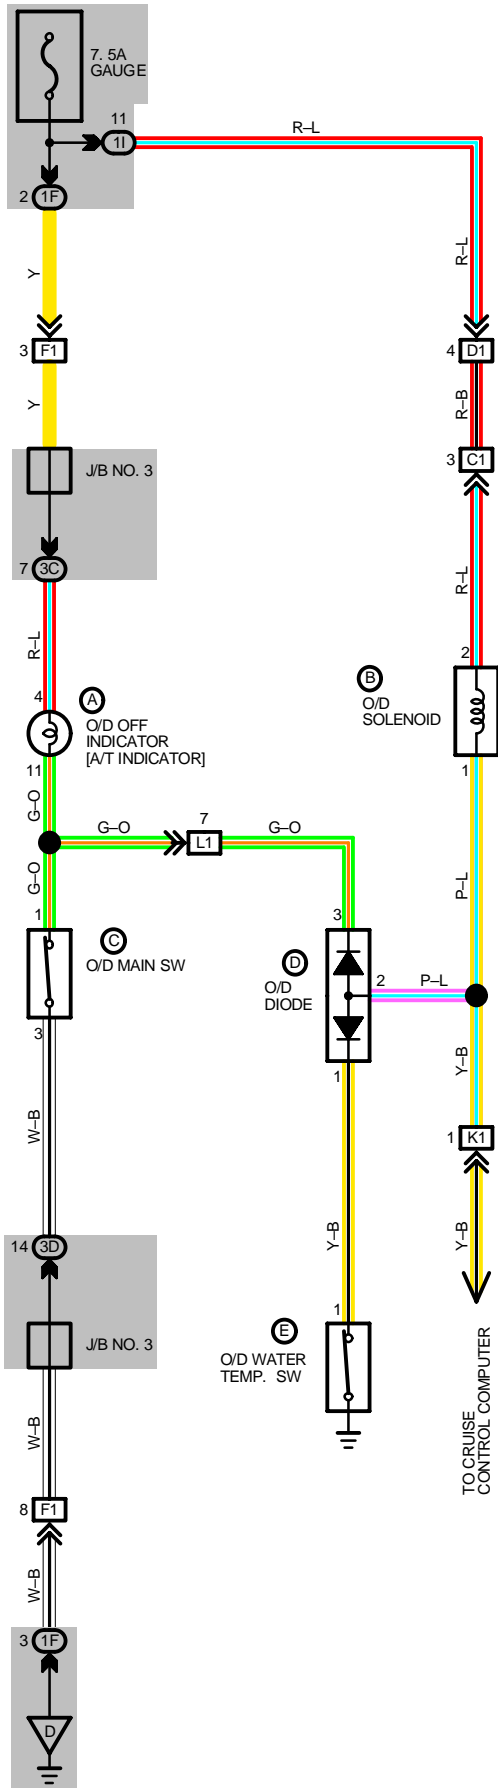 7. 5A
GAUGE
11
1I
R–L
2 1F
Y
R–L
3 F1
4 D1
Y
R–B
J/B NO. 3
3 C1
7 3C
R–L
R–L
4
A
O/D OFF
INDICATOR
[A/T INDICATOR]
2
B
O/D
SOLENOID
11
1
G–O
G–O
7
L1
G–O
G–O
P–L
1
C
O/D MAIN SW
3
3
D
O/D
DIODE
2
P–L
1
W–B
Y–B
1 K1
Y–B
Y–B
14 3D
J/B NO. 3
1
E
O/D WATER
TEMP. SW
TO CRUISE
CONTROL COMPUTER
W–B
8 F1
W–B
3 1F
D